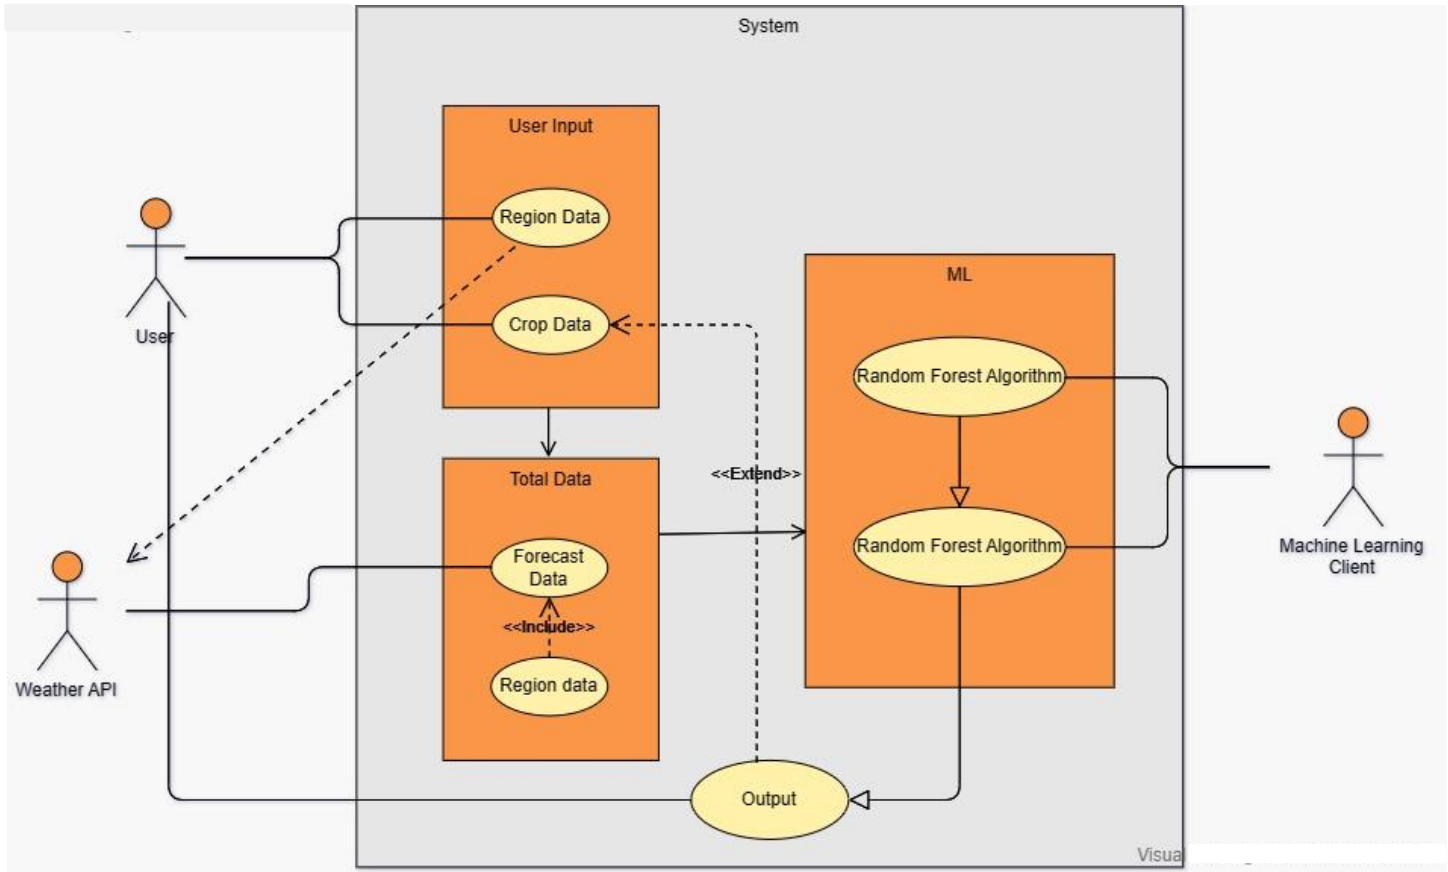 System
User Input
Region Data
Crop Data
User
ML
Random Forest Algorithm
<<Extend>>
Total Data
Forecast
Data
<<Include>>
Region data
Random Forest Algorithm
Machine Learning
Client
Weather API
Output
Visua